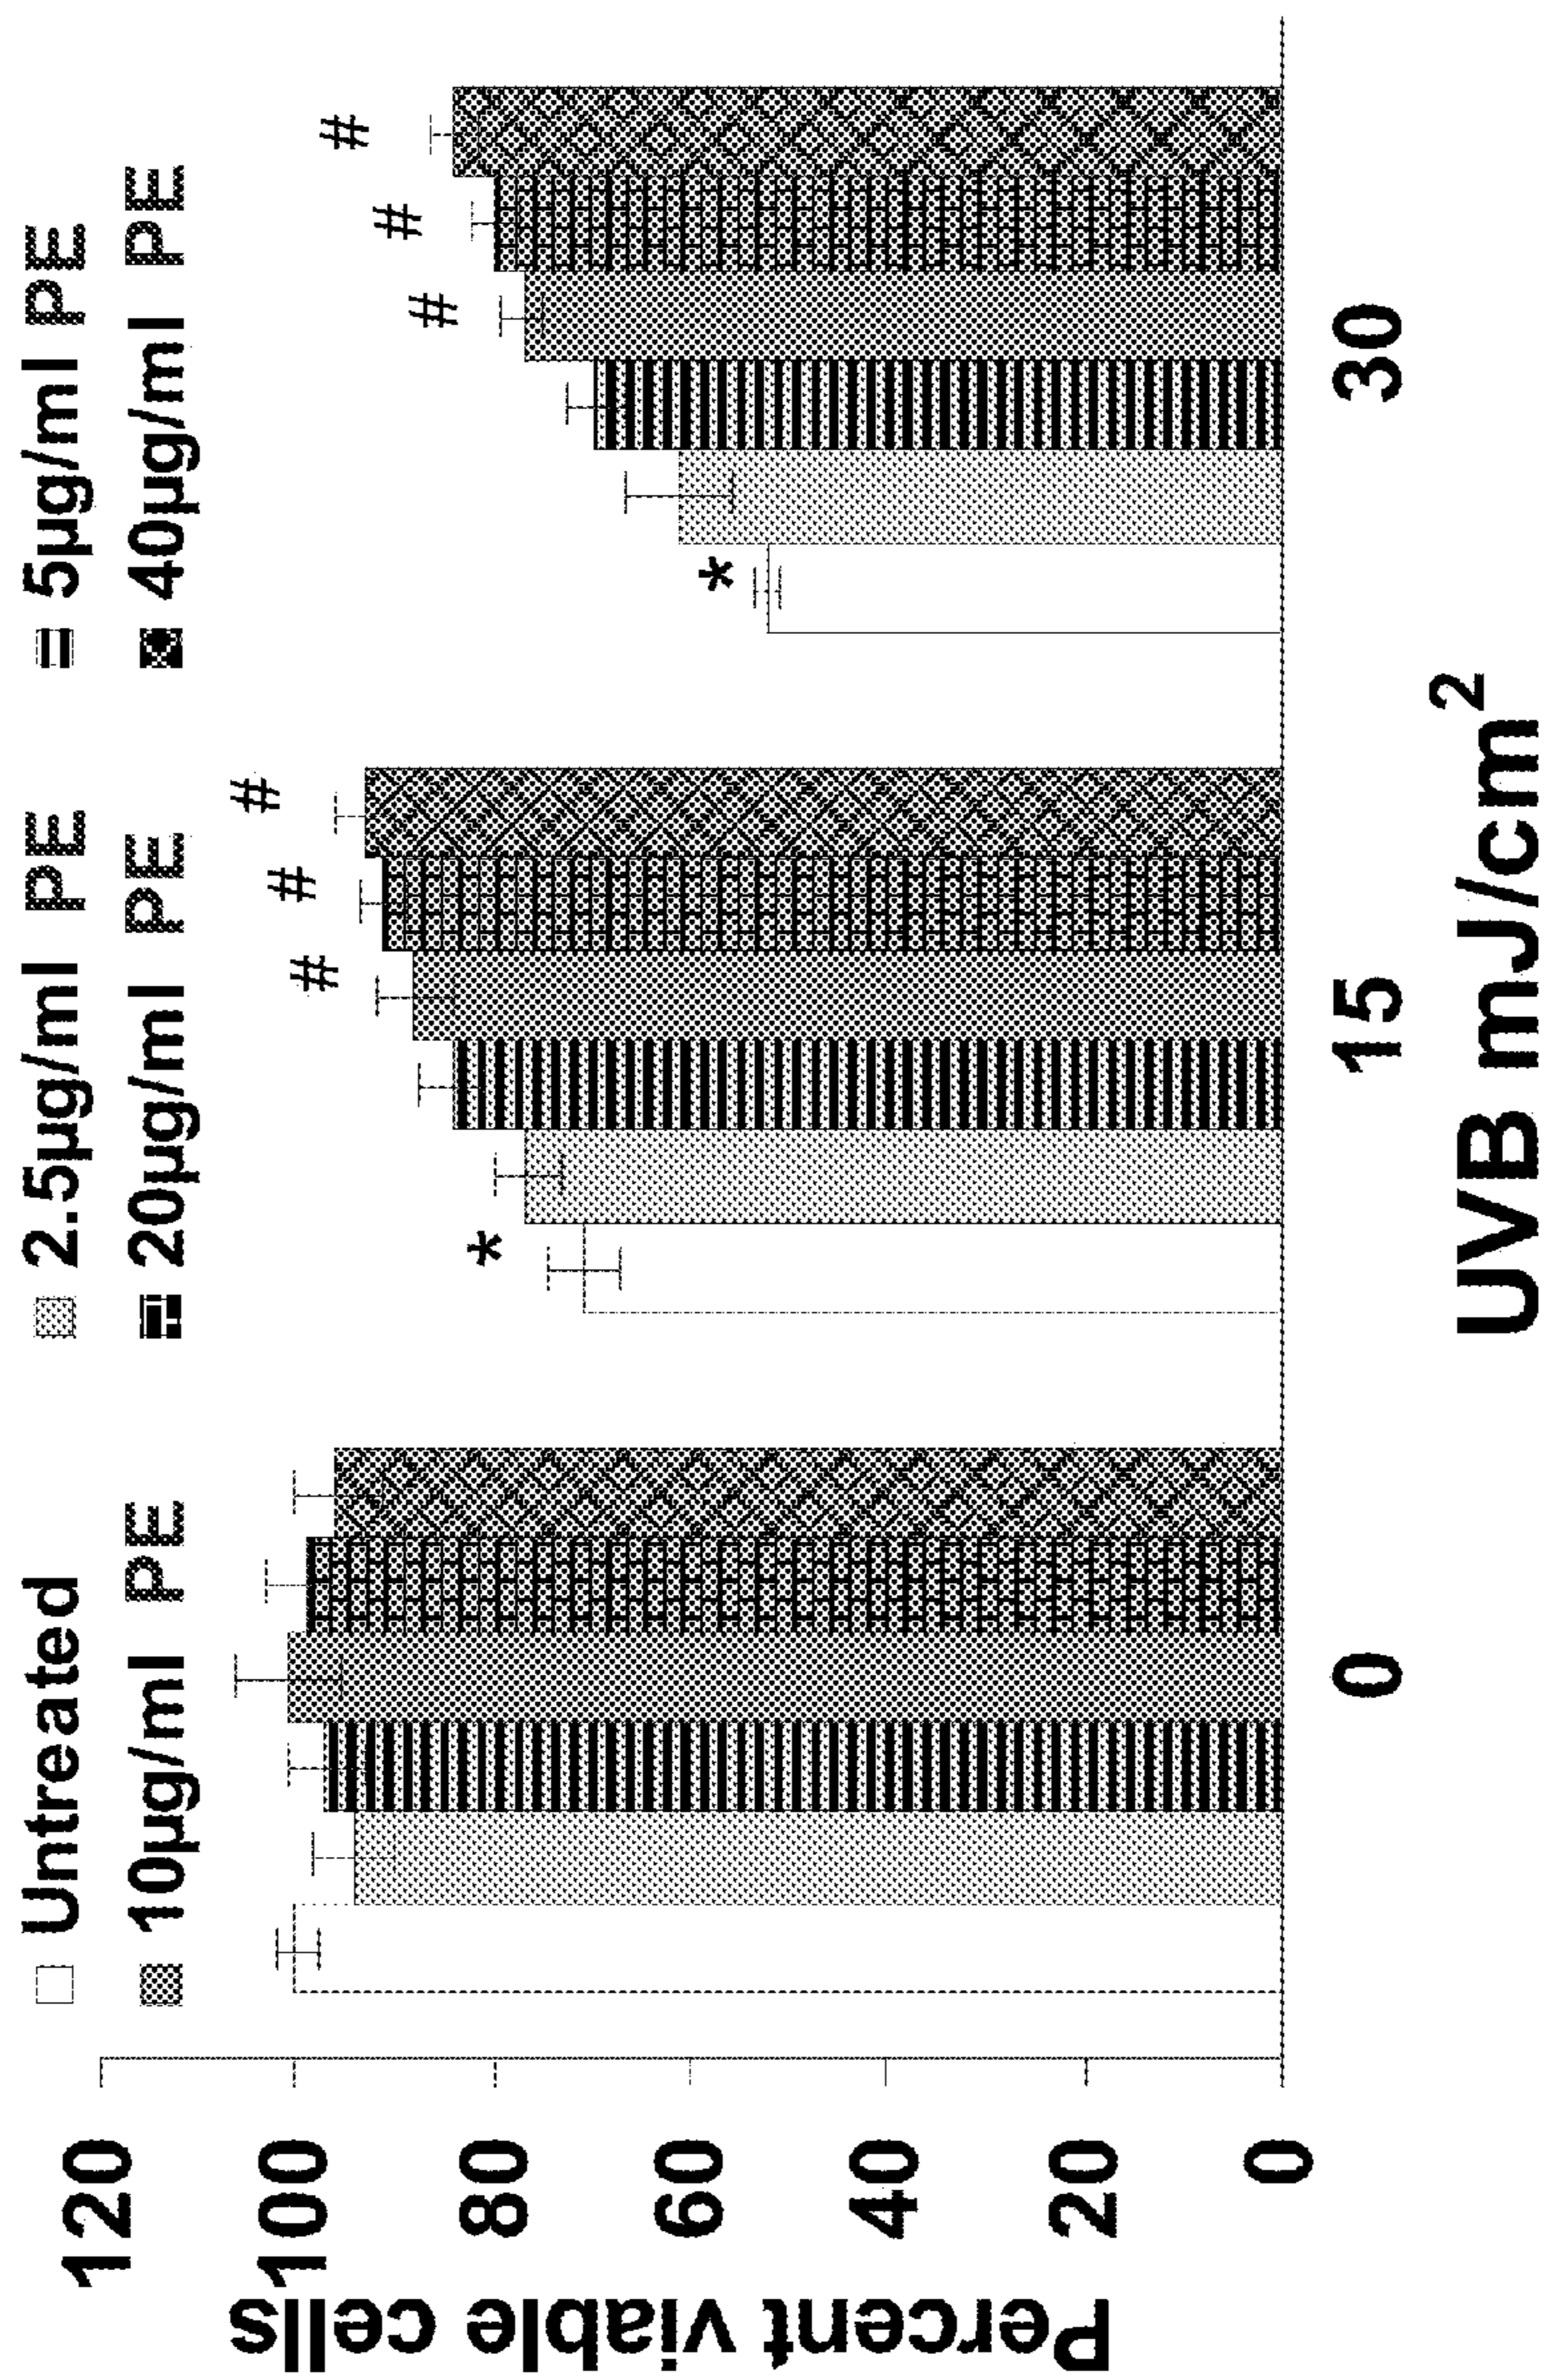 Untreated 2.5µg/ml PE 5µg/ml PE
10µg/ml PE 20µg/ml PE 40µg/ml PE
Percent viable cells
120
100
80
60
40
20
0
* # # #
* # # #
0 15 30
UVB mJ/cm²